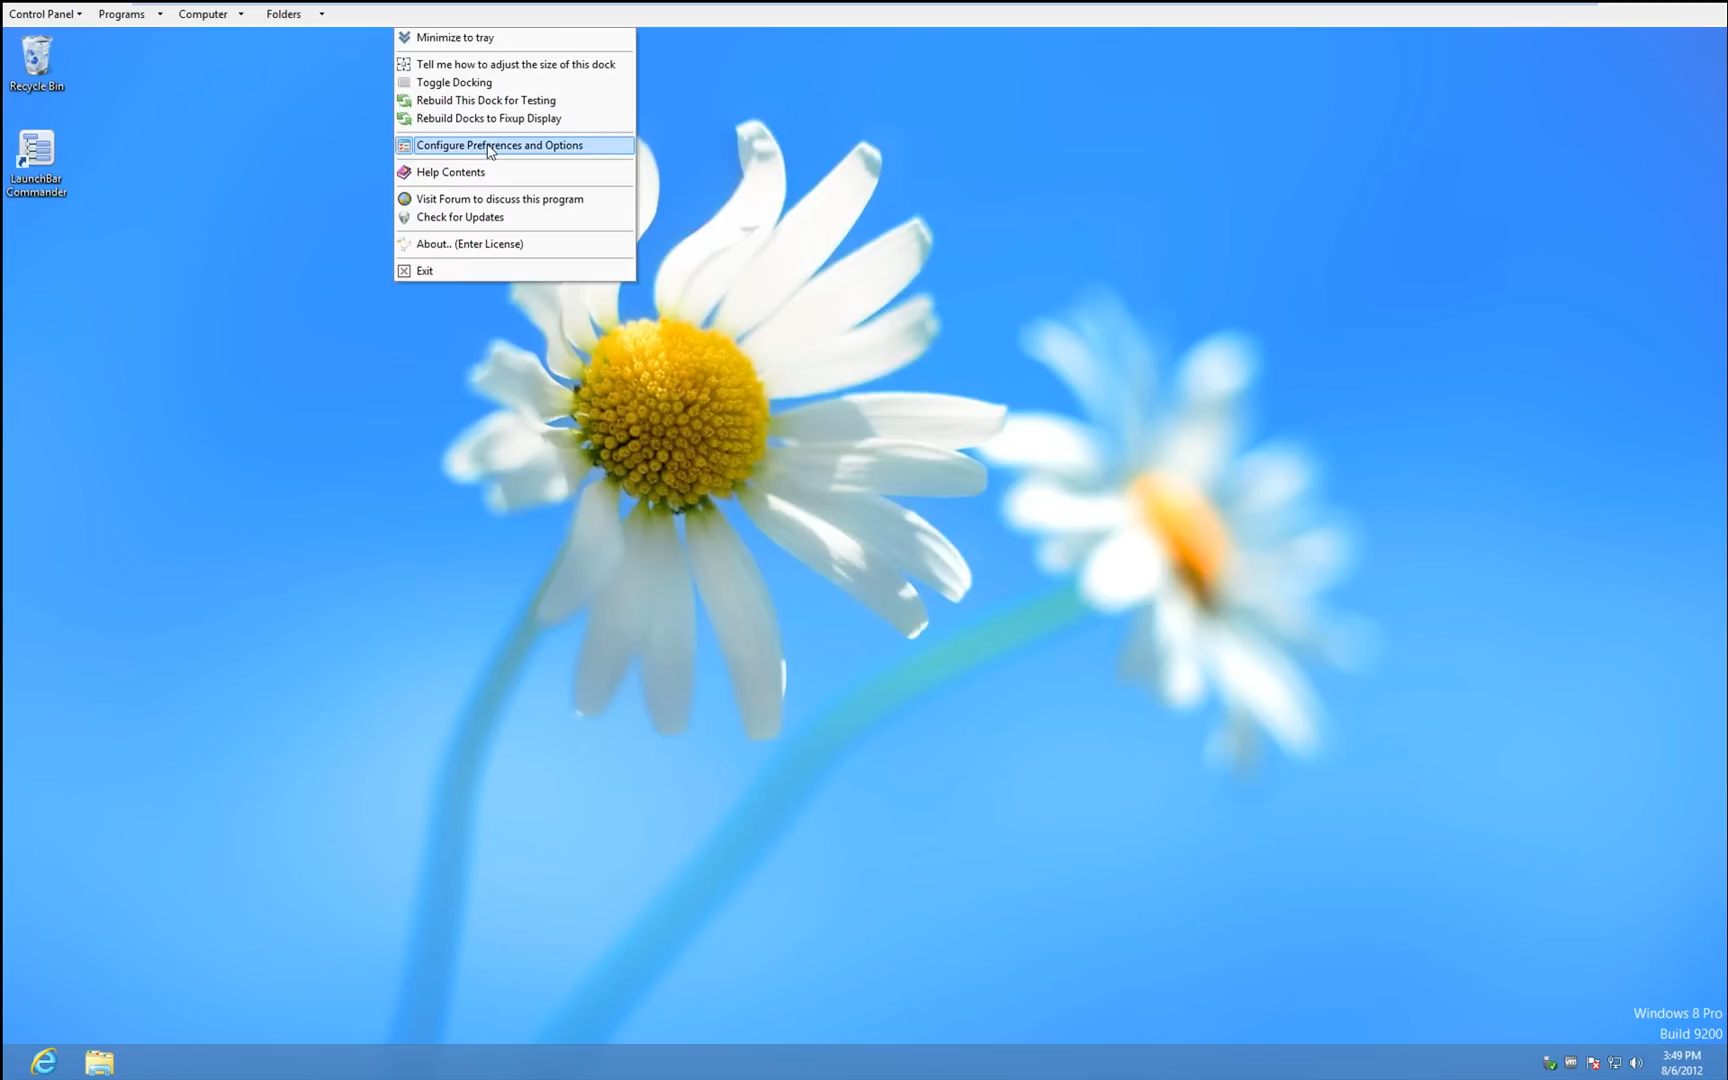 Control Panel Programs Computer Folders
Recycle Bin
LaunchBar
Commander
Minimize to tray
Tell me how to adjust the size of this dock
Toggle Docking
Rebuild This Dock for Testing
Rebuild Docks to Fixup Display
Configure Preferences and Options
Help Contents
Visit Forum to discuss this program
Check for Updates
About.. (Enter License)
Exit
Windows 8 Pro
Build 9200
3:49 PM
8/6/2012